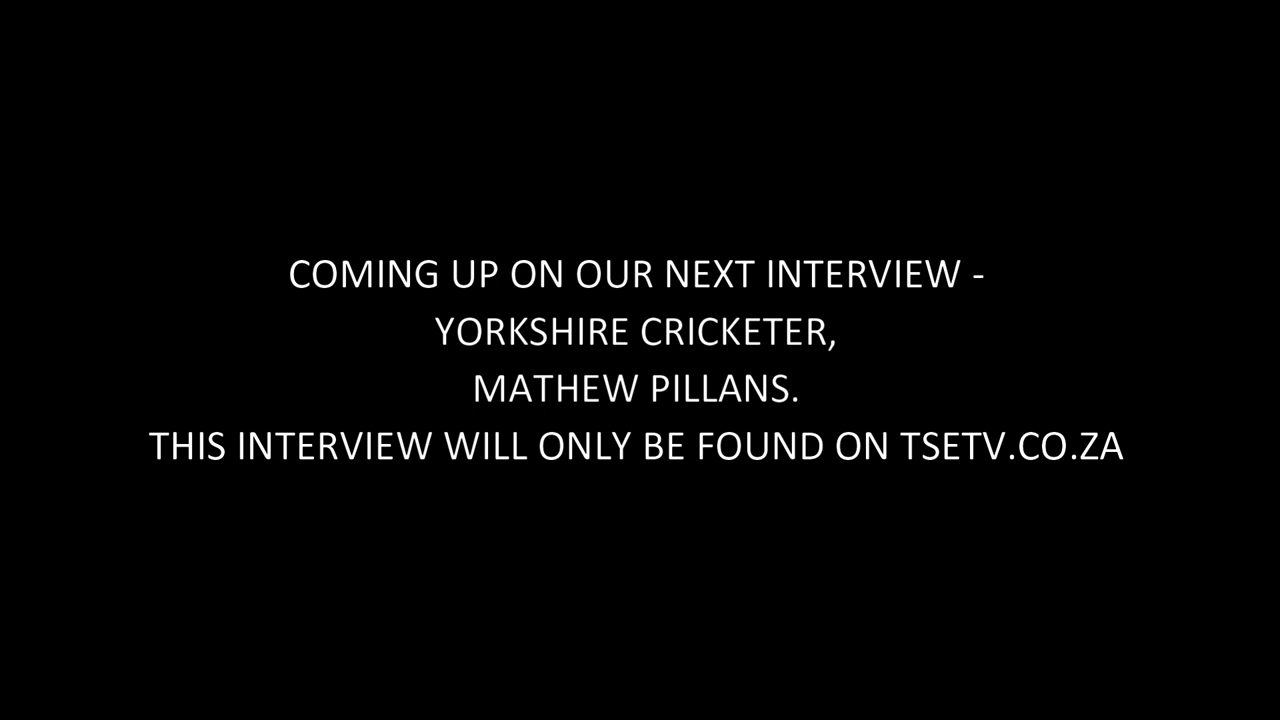 COMING UP ON OUR NEXT INTERVIEW -
YORKSHIRE CRICKETER,
MATHEW PILLANS.
THIS INTERVIEW WILL ONLY BE FOUND ON TSETV.CO.ZA